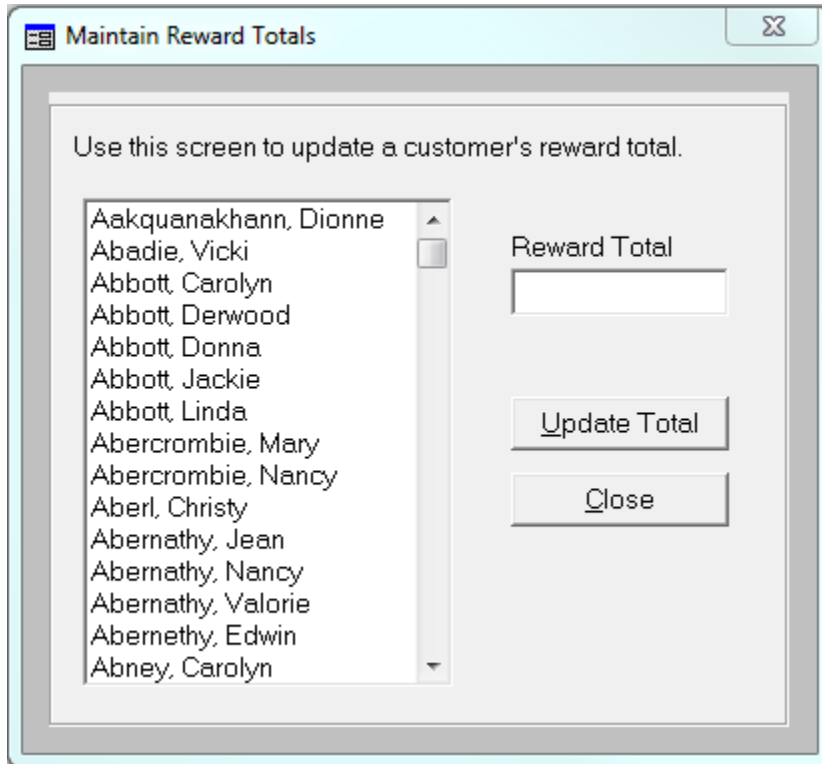 Maintain Reward Totals
Use this screen to update a customer's reward total.
Aakquanakhann, Dionne
Abadie, Vicki
Abbott, Carolyn
Abbott, Derwood
Abbott, Donna
Abbott, Jackie
Abbott, Linda
Abercrombie, Mary
Abercrombie, Nancy
Aberl, Christy
Abernathy, Jean
Abernathy, Nancy
Abernathy, Valorie
Abernethy, Edwin
Abney, Carolyn
Reward Total
Update Total
Close